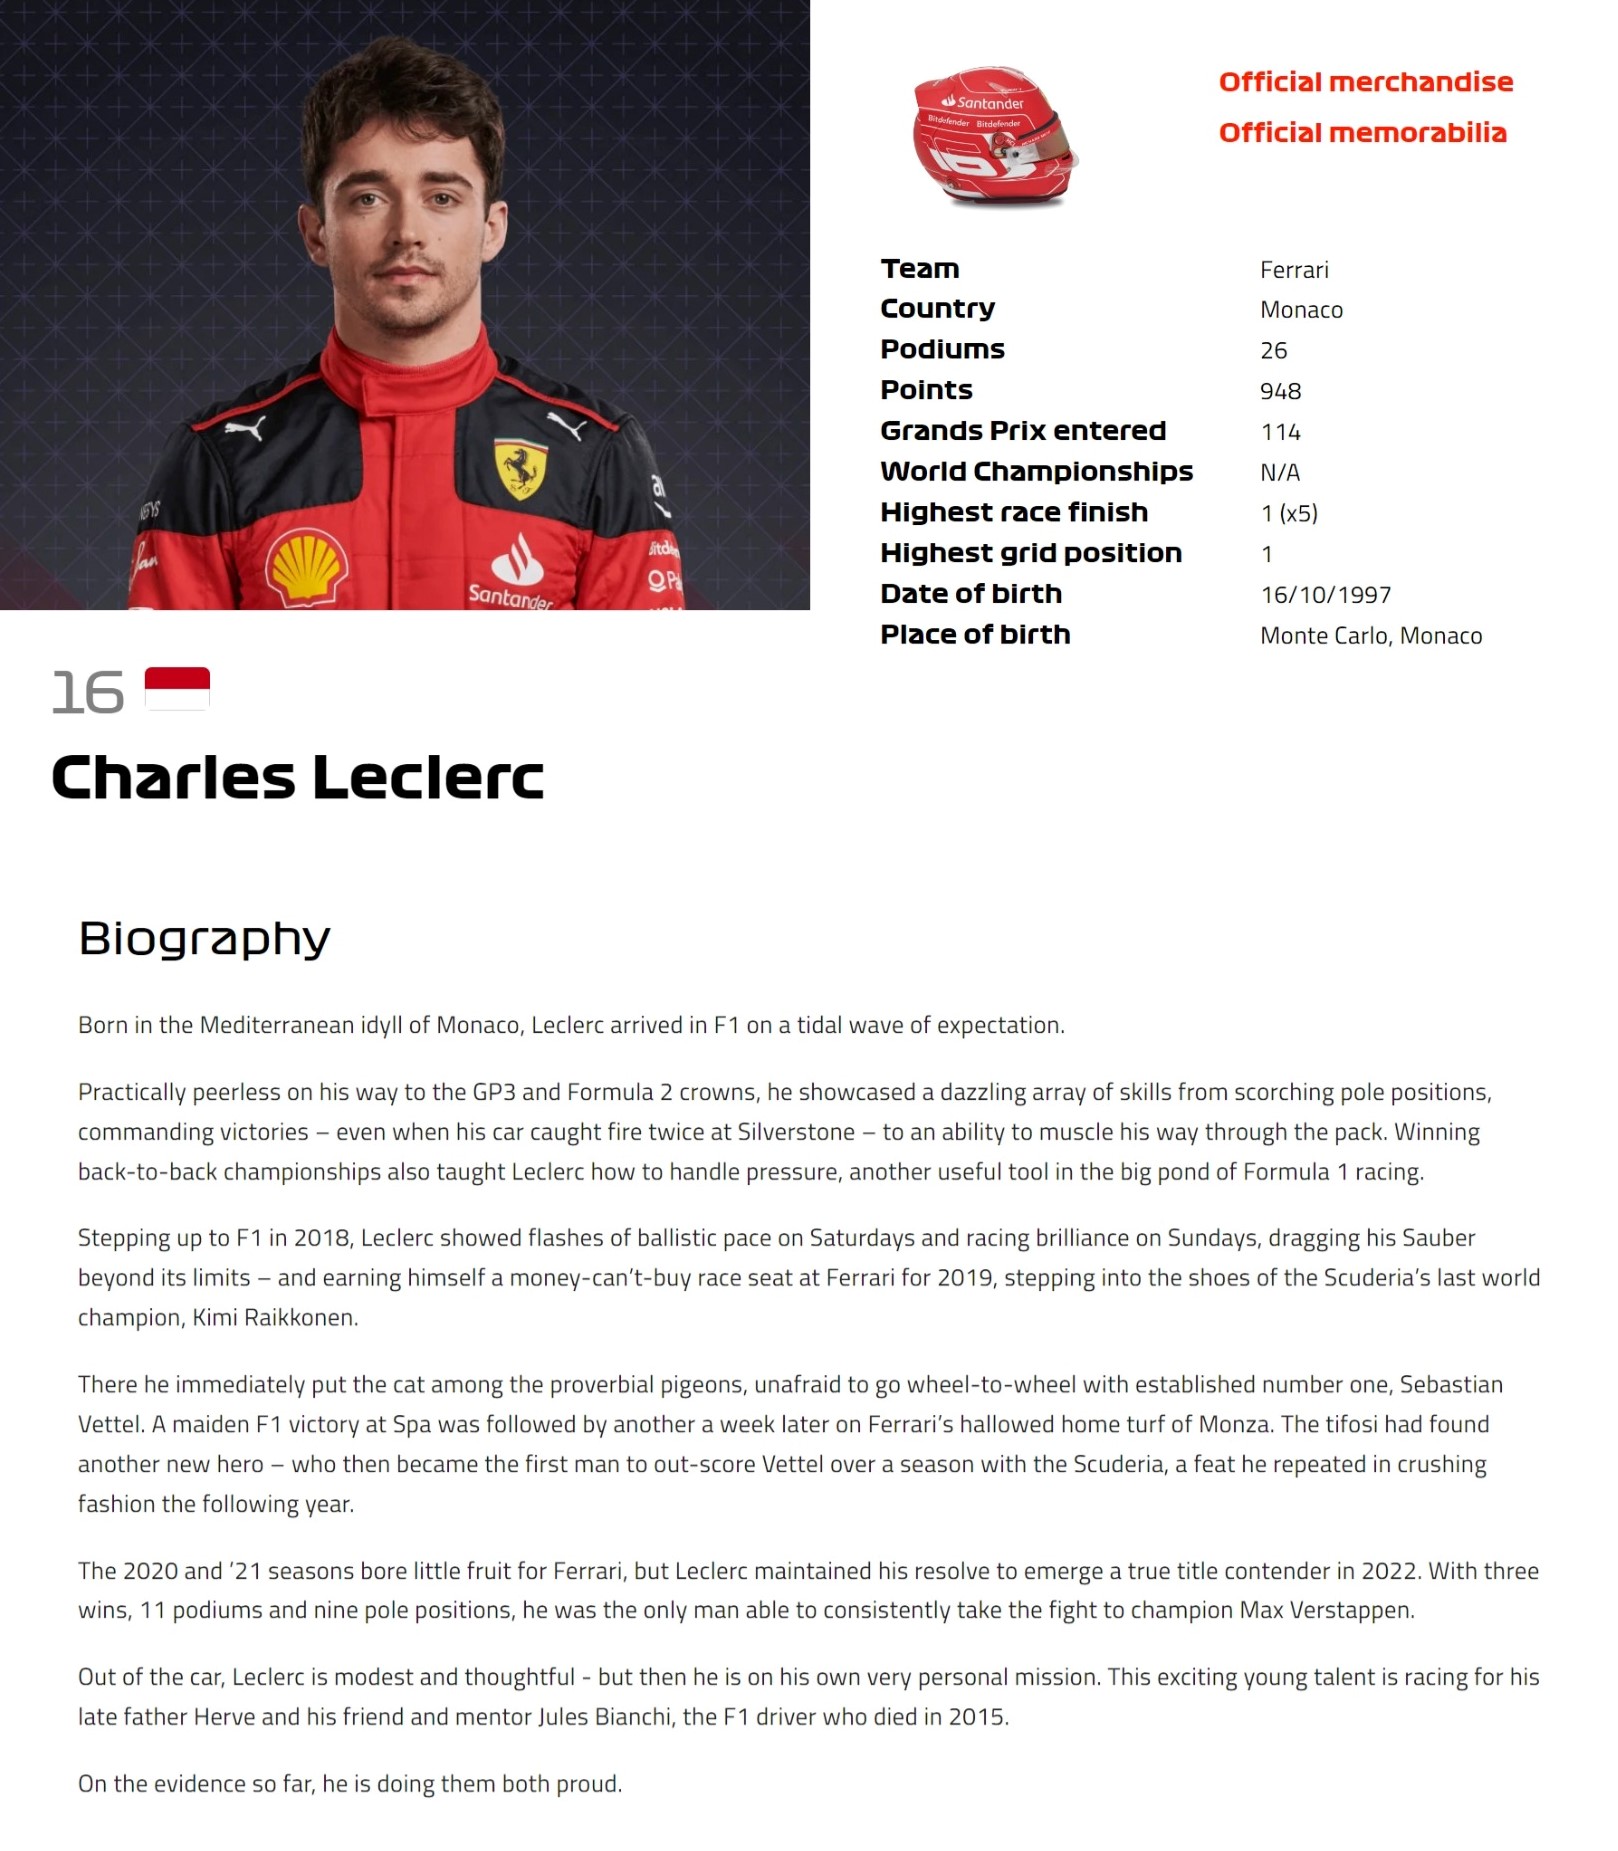 Santander
Bitdefender Bitdefender
16
Official merchandise
Official memorabilia
Team Ferrari
Country Monaco
Podiums 26
Points 948
Grands Prix entered 114
World Championships N/A
Highest race finish 1 (x5)
Highest grid position 1
Date of birth 16/10/1997
Place of birth Monte Carlo, Monaco
Santander
16
Charles Leclerc
Biography
Born in the Mediterranean idyll of Monaco, Leclerc arrived in F1 on a tidal wave of expectation.
Practically peerless on his way to the GP3 and Formula 2 crowns, he showcased a dazzling array of skills from scorching pole positions,
commanding victories – even when his car caught fire twice at Silverstone – to an ability to muscle his way through the pack. Winning
back-to-back championships also taught Leclerc how to handle pressure, another useful tool in the big pond of Formula 1 racing.
Stepping up to F1 in 2018, Leclerc showed flashes of ballistic pace on Saturdays and racing brilliance on Sundays, dragging his Sauber
beyond its limits – and earning himself a money-can’t-buy race seat at Ferrari for 2019, stepping into the shoes of the Scuderia’s last world
champion, Kimi Raikkonen.
There he immediately put the cat among the proverbial pigeons, unafraid to go wheel-to-wheel with established number one, Sebastian
Vettel. A maiden F1 victory at Spa was followed by another a week later on Ferrari’s hallowed home turf of Monza. The tifosi had found
another new hero – who then became the first man to out-score Vettel over a season with the Scuderia, a feat he repeated in crushing
fashion the following year.
The 2020 and ’21 seasons bore little fruit for Ferrari, but Leclerc maintained his resolve to emerge a true title contender in 2022. With three
wins, 11 podiums and nine pole positions, he was the only man able to consistently take the fight to champion Max Verstappen.
Out of the car, Leclerc is modest and thoughtful - but then he is on his own very personal mission. This exciting young talent is racing for his
late father Herve and his friend and mentor Jules Bianchi, the F1 driver who died in 2015.
On the evidence so far, he is doing them both proud.